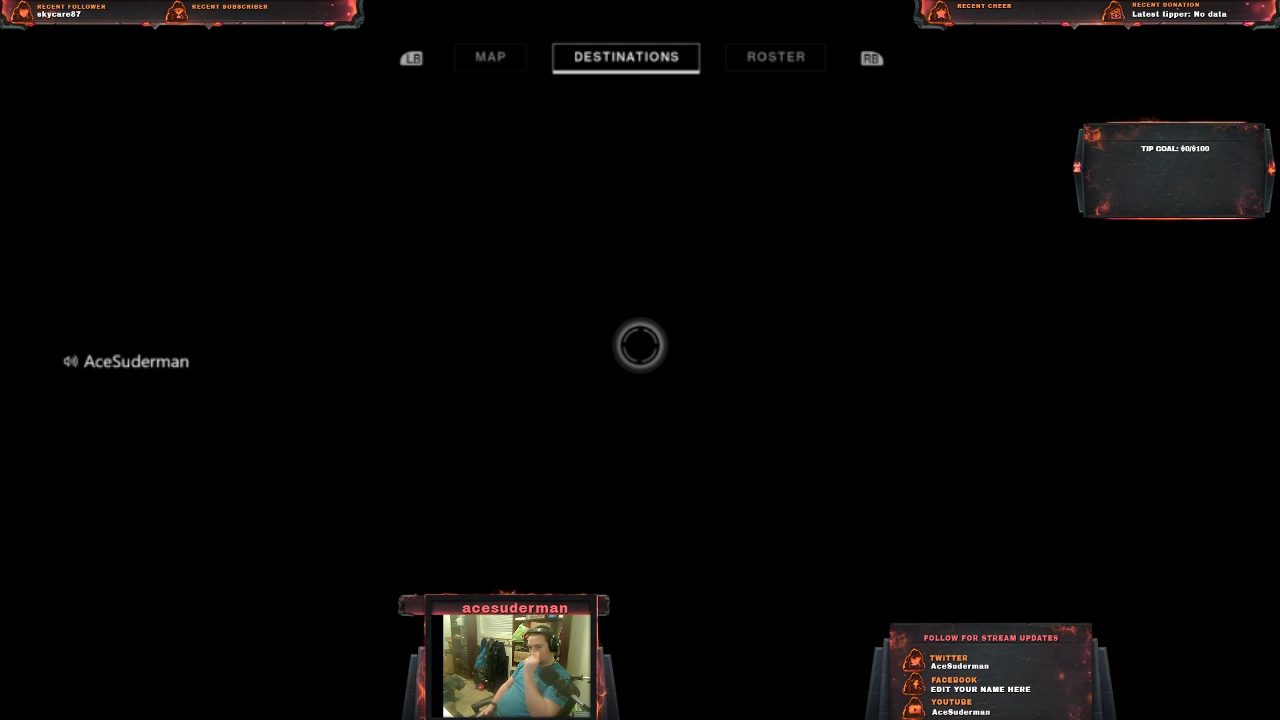 RECENT FOLLOWER
skycare87
RECENT SUBSCRIBER
RECENT CHEER
RECENT DONATION
Latest tipper: No data
LB
MAP
DESTINATIONS
ROSTER
RB
TIP GOAL: $0/$100
AceSuderman
acesuderman
FOLLOW FOR STREAM UPDATES
TWITTER
AceSuderman
FACEBOOK
EDIT YOUR NAME HERE
YOUTUBE
AceSuderman